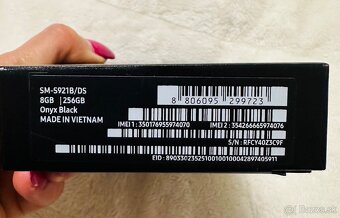 SM-S921B/DS
8GB | 256GB
Onyx Black
MADE IN VIETNAM
8 806095 299723
IMEI 1 : 350176955974070
IMEI 2 : 354266665974076
S/N : RFCY40Z3C9F
EID : 89033023525100100100042897405911
Bazos.sk